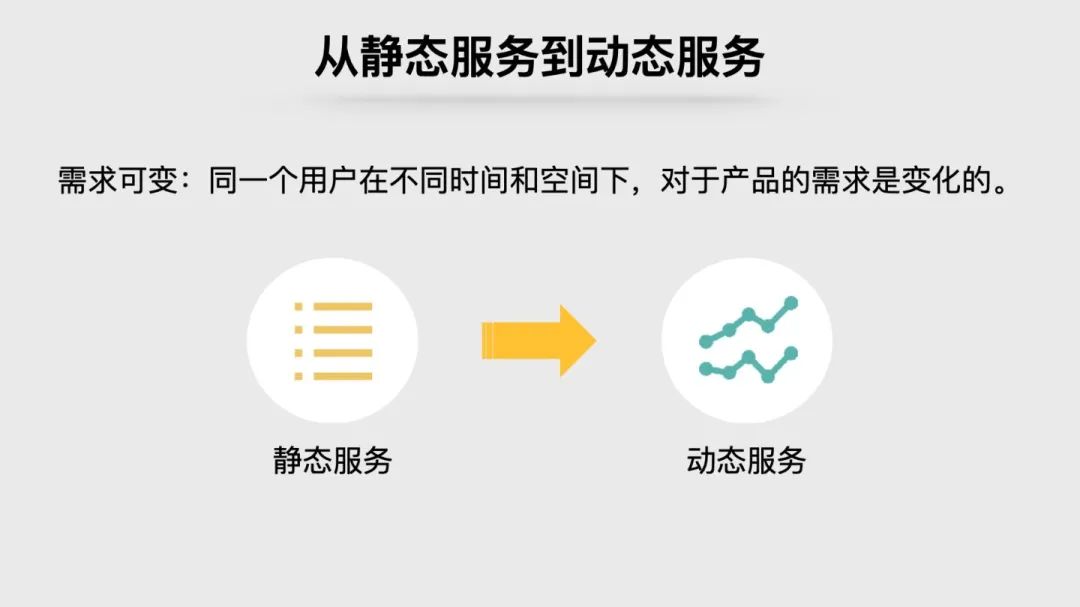 从静态服务到动态服务
需求可变：同一个用户在不同时间和空间下，对于产品的需求是变化的。
静态服务
动态服务